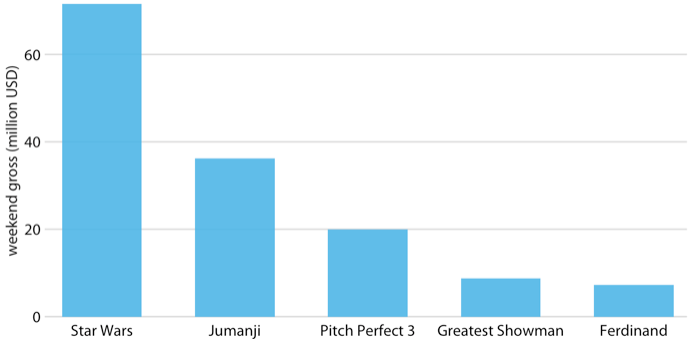 weekend gross (million USD)
60
40
20
0
Star Wars
Jumanji
Pitch Perfect 3
Greatest Showman
Ferdinand